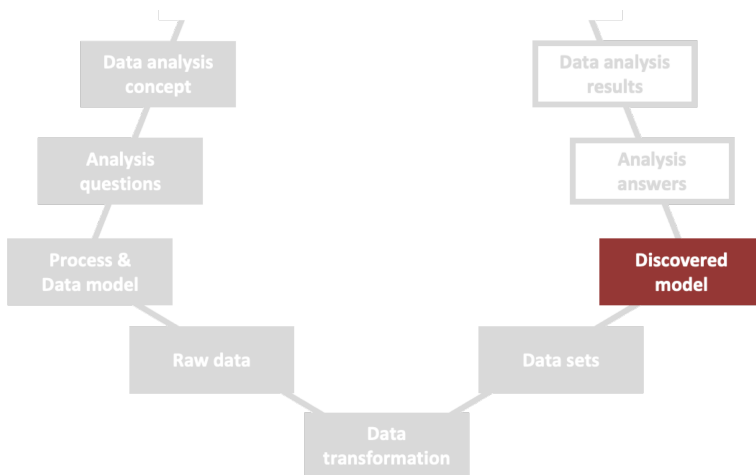 Data analysis
concept
Data analysis
results
Analysis
questions
Analysis
answers
Process &
Data model
Discovered
model
Raw data
Data sets
Data
transformation